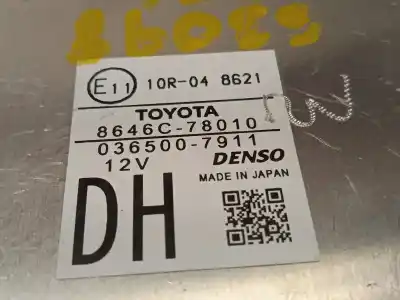 E11 10R-04 8621
TOYOTA
8646C-78010
036500-7911
12V DENSO
MADE IN JAPAN
DH